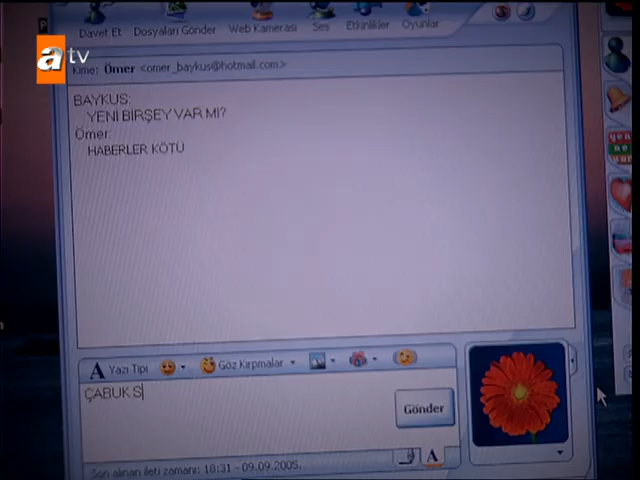 Davet Et Dosyaları Gönder Web Kamerası Ses Etkinlikler Oyunlar
atv
Kime: Ömer <omer_baykus@hotmail.com>
BAYKUS:
YENİ BİRŞEY VAR MI?
Ömer:
HABERLER KÖTÜ
A Yazı Tipi Göz Kırpmalar
ÇABUK S
Gönder
A
Son alınan ileti zamanı: 18:31 - 09.09.2005.